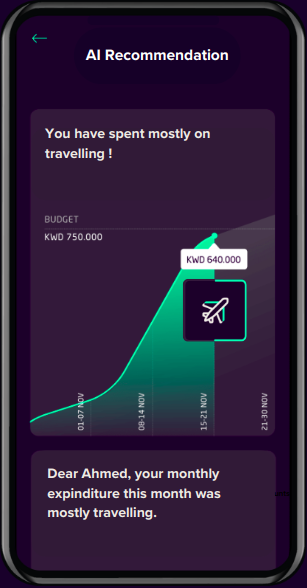 AI Recommendation
You have spent mostly on
travelling !
BUDGET
KWD 750.000
KWD 640.000
01-07 NOV
08-14 NOV
15-21 NOV
21-30 NOV
Dear Ahmed, your monthly
expinditure this month was
mostly travelling.